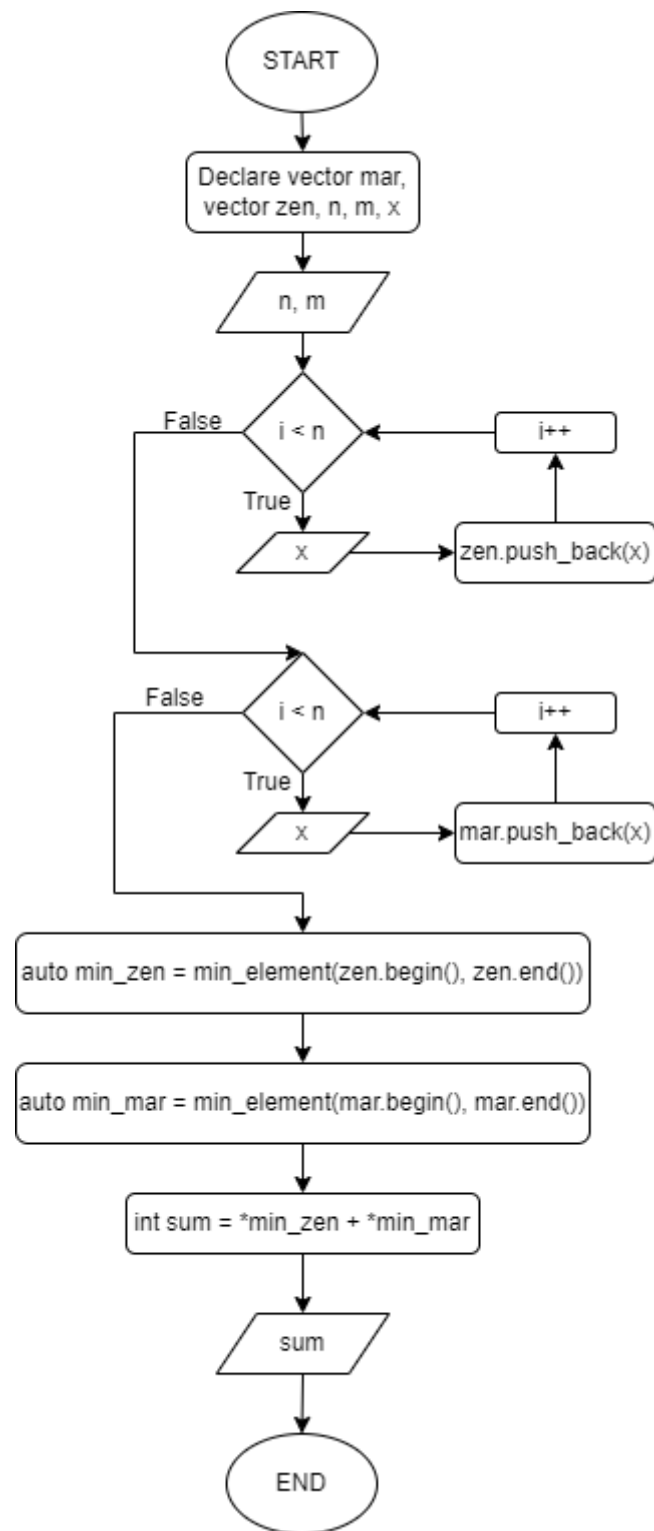 START
Declare vector mar,
vector zen, n, m, x
n, m
False
i < n
i++
True
x
zen.push_back(x)
False
i < n
i++
True
x
mar.push_back(x)
auto min_zen = min_element(zen.begin(), zen.end())
auto min_mar = min_element(mar.begin(), mar.end())
int sum = *min_zen + *min_mar
sum
END